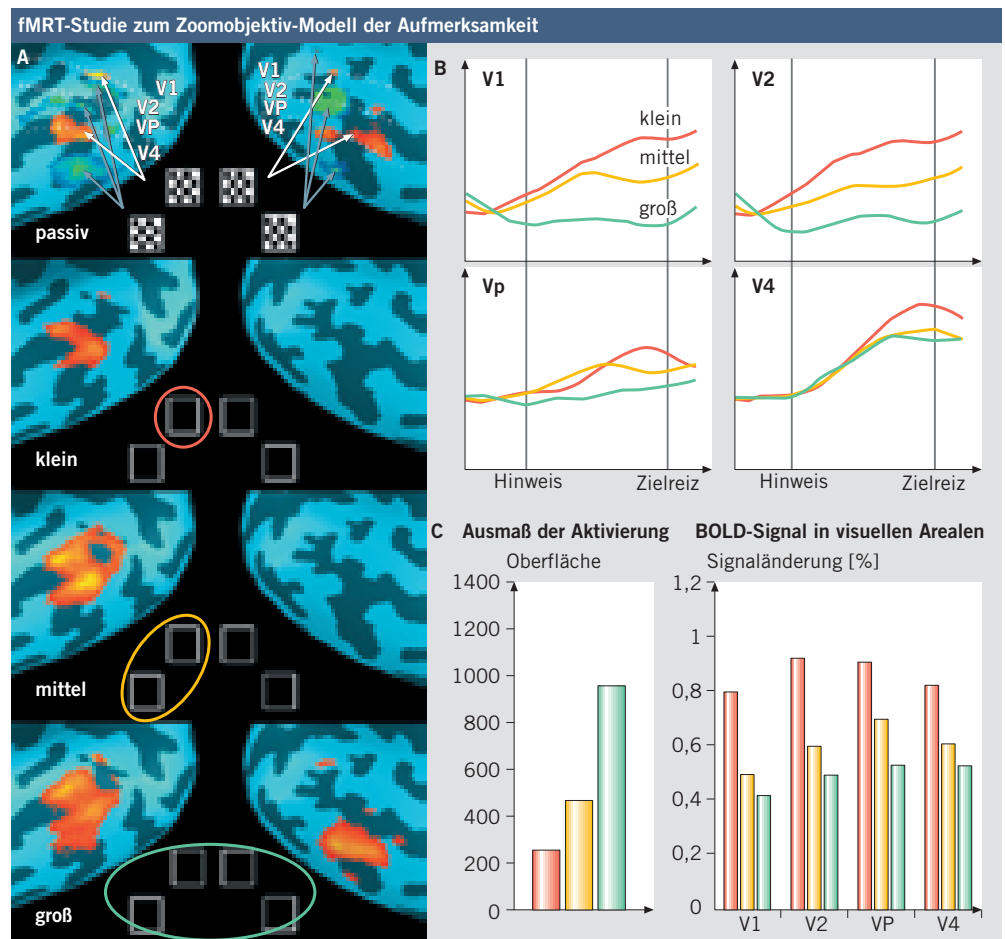 fMRT-Studie zum Zoomobjektiv-Modell der Aufmerksamkeit
A
V1
V2
VP
V4
V1
V2
VP
V4
passiv
klein
mittel
groß
B
V1
klein
mittel
groß
V2
Vp
V4
Hinweis Zielreiz
Hinweis Zielreiz
C Ausmaß der Aktivierung
Oberfläche
1400
1200
1000
800
600
400
200
0
BOLD-Signal in visuellen Arealen
Signaländerung [%]
1,2
1
0,8
0,6
0,4
0,2
0
V1 V2 VP V4